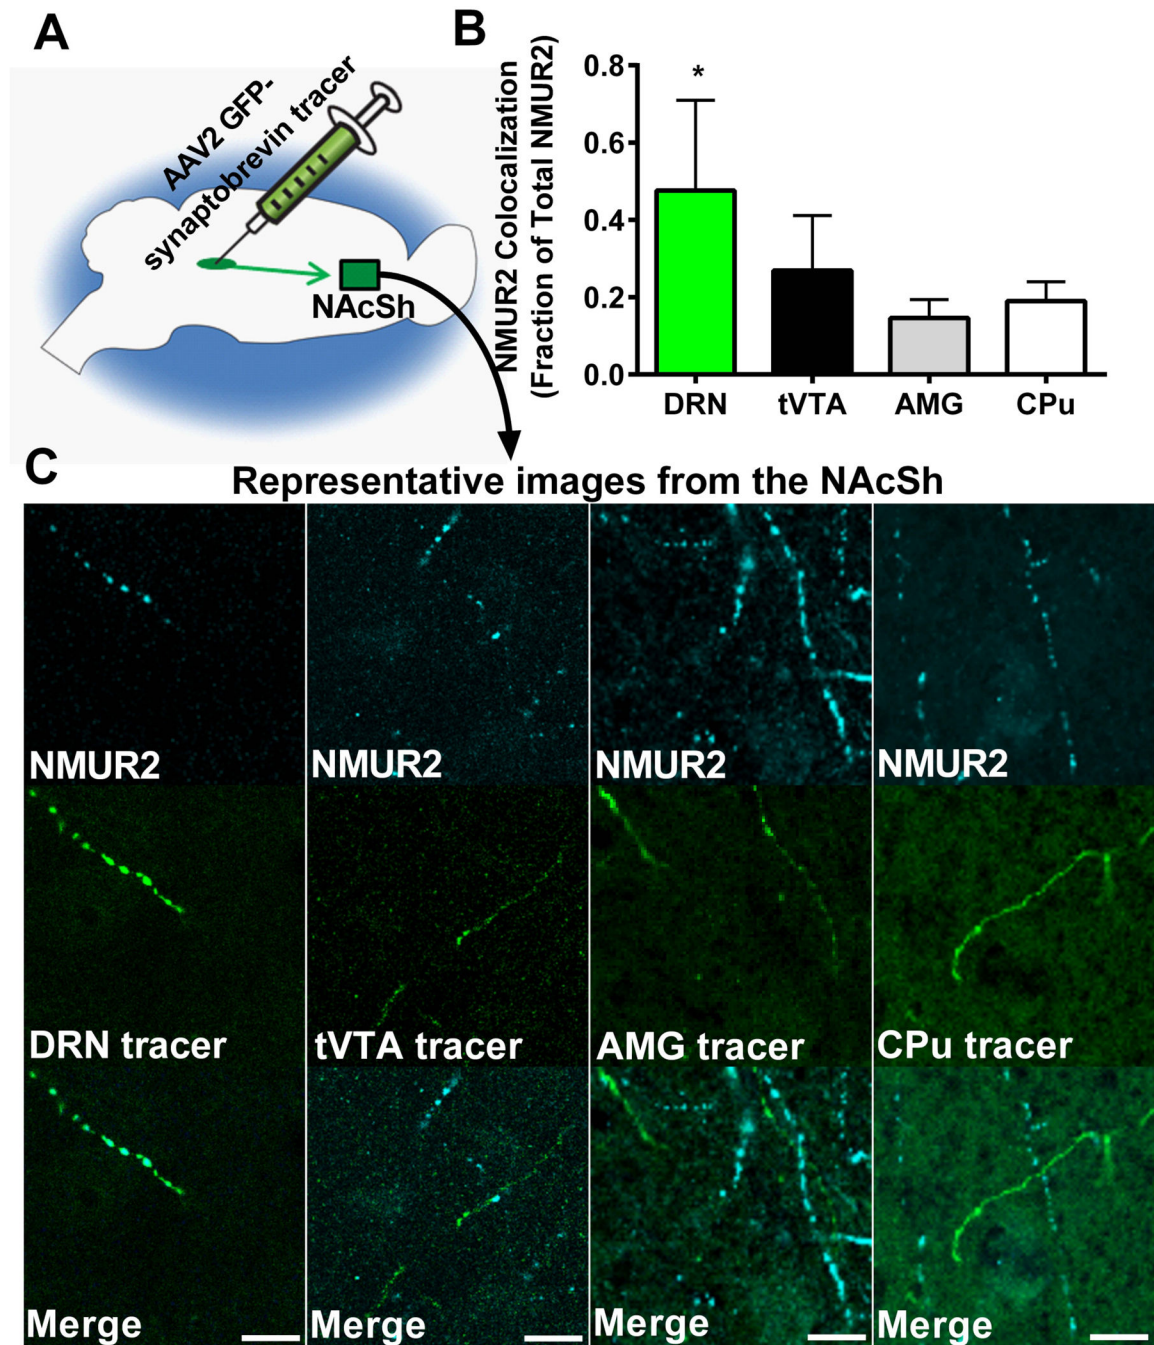 A
AAV2 GFP-
synaptobrevin tracer
NAcSh
B
NMUR2 Colocalization
(Fraction of Total NMUR2)
0.8
0.6
0.4
0.2
0.0
*
DRN tVTA AMG CPu
C
Representative images from the NAcSh
NMUR2 NMUR2 NMUR2 NMUR2
DRN tracer tVTA tracer AMG tracer CPu tracer
Merge Merge Merge Merge